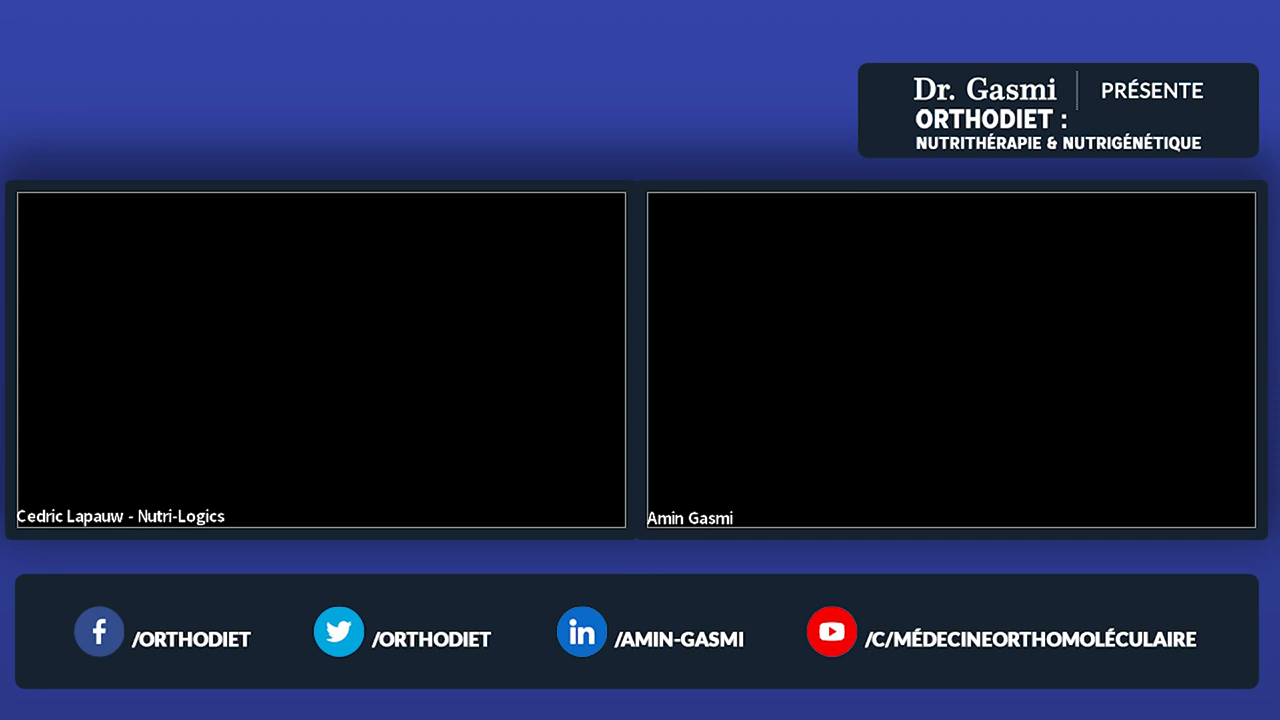 Dr. Gasmi PRÉSENTE
ORTHODIET :
NUTRITHÉRAPIE & NUTRIGÉNÉTIQUE
Cedric Lapauw - Nutri-Logics
Amin Gasmi
/ORTHODIET
/ORTHODIET
/AMIN-GASMI
/C/MÉDECINEORTHOMOLÉCULAIRE